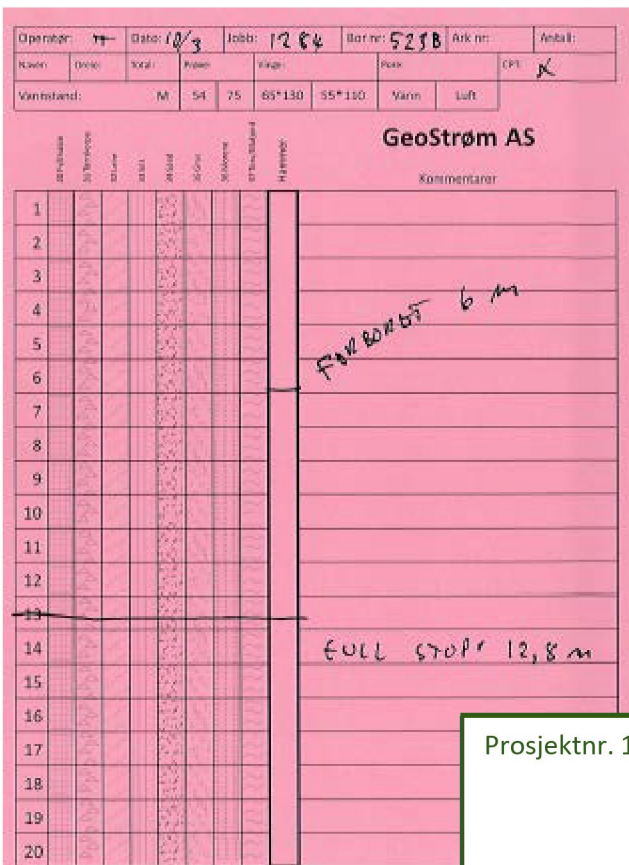 Operatør: Dato: 10/3 Jobb: 1284 Bor nr: 523B Ark nr: Antall:
Naver: Dreie: Total: Prøve: Vinge: Pore: CPT: X
Vannstand: M 54 75 65*130 55*110 Vann Luft
GeoStrøm AS
Kommentarer
Hammer
1
2
3
4
5
6
FORBORET 6 m
7
8
9
10
11
12
13
14 FULL STOPP 12,8 m
15
16
17
18
19
20
Prosjektnr. 1